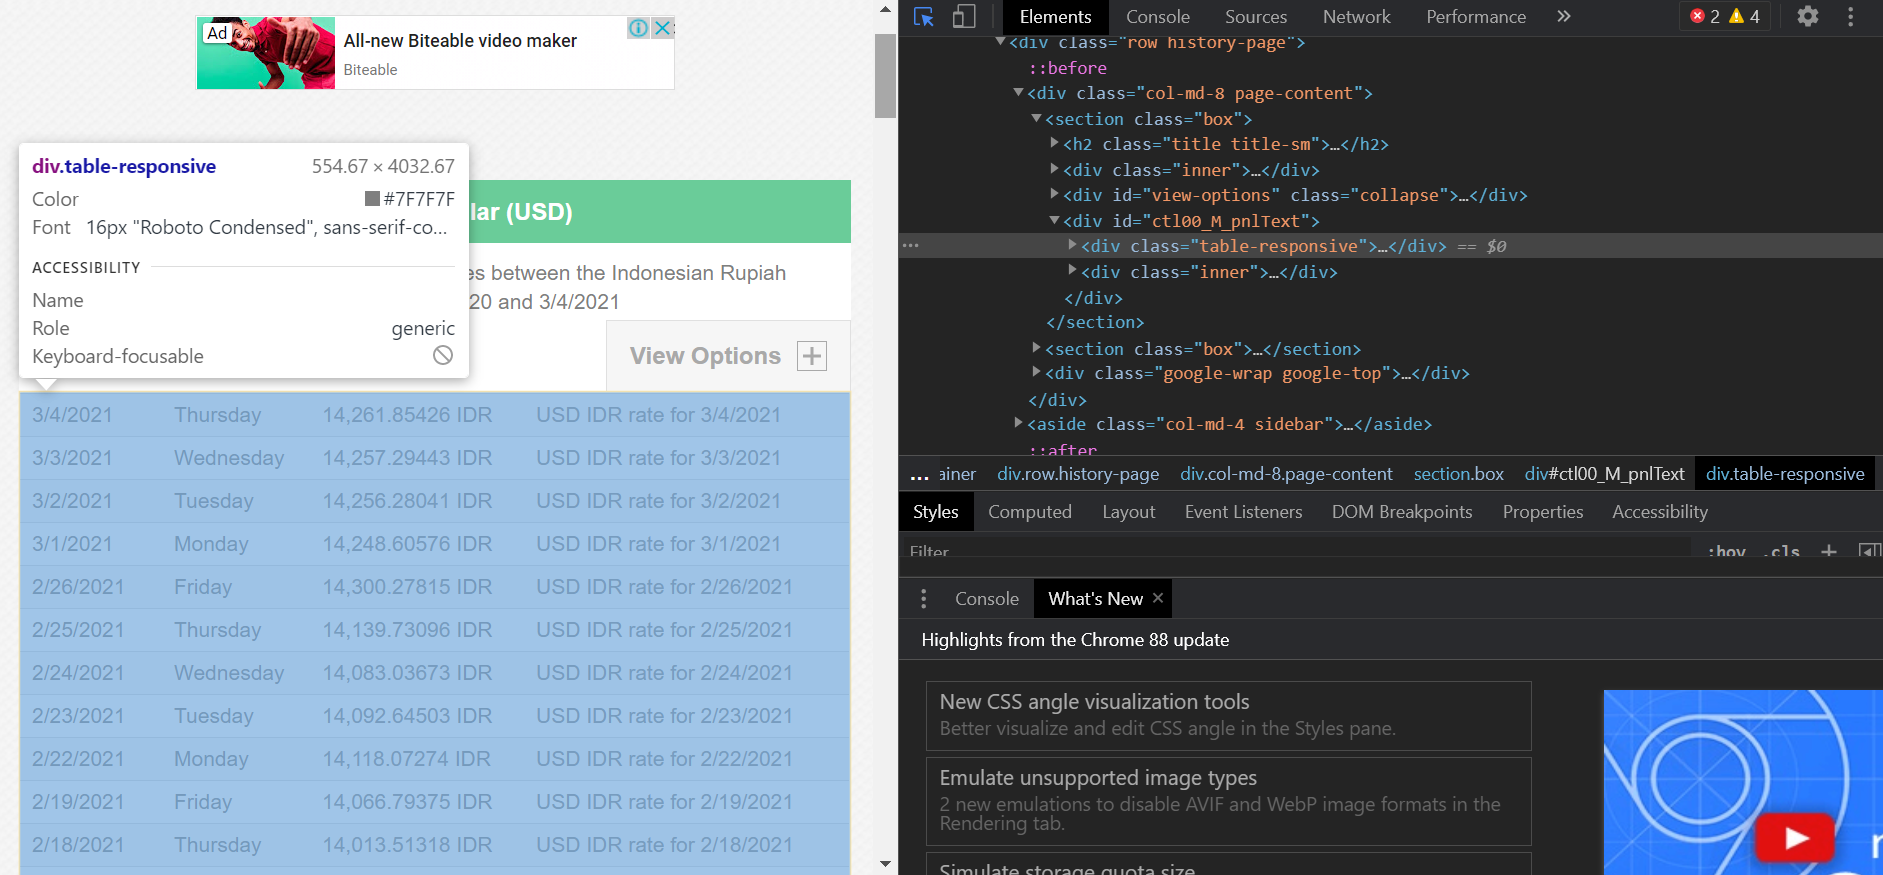 Ad
All-new Biteable video maker
Biteable
div.table-responsive 554.67 × 4032.67
Color #7F7F7F
Font 16px "Roboto Condensed", sans-serif-co…
ACCESSIBILITY
Name
Role generic
Keyboard-focusable
lar (USD)
es between the Indonesian Rupiah
20 and 3/4/2021
View Options
3/4/2021 Thursday 14,261.85426 IDR USD IDR rate for 3/4/2021
3/3/2021 Wednesday 14,257.29443 IDR USD IDR rate for 3/3/2021
3/2/2021 Tuesday 14,256.28041 IDR USD IDR rate for 3/2/2021
3/1/2021 Monday 14,248.60576 IDR USD IDR rate for 3/1/2021
2/26/2021 Friday 14,300.27815 IDR USD IDR rate for 2/26/2021
2/25/2021 Thursday 14,139.73096 IDR USD IDR rate for 2/25/2021
2/24/2021 Wednesday 14,083.03673 IDR USD IDR rate for 2/24/2021
2/23/2021 Tuesday 14,092.64503 IDR USD IDR rate for 2/23/2021
2/22/2021 Monday 14,118.07274 IDR USD IDR rate for 2/22/2021
2/19/2021 Friday 14,066.79375 IDR USD IDR rate for 2/19/2021
2/18/2021 Thursday 14,013.51318 IDR USD IDR rate for 2/18/2021
Elements Console Sources Network Performance » 2 4
<div class="row history-page">
::before
<div class="col-md-8 page-content">
<section class="box">
<h2 class="title title-sm">…</h2>
<div class="inner">…</div>
<div id="view-options" class="collapse">…</div>
<div id="ctl00_M_pnlText">
<div class="table-responsive">…</div> == $0
<div class="inner">…</div>
</div>
</section>
<section class="box">…</section>
<div class="google-wrap google-top">…</div>
</div>
<aside class="col-md-4 sidebar">…</aside>
::after
… ainer div.row.history-page div.col-md-8.page-content section.box div#ctl00_M_pnlText div.table-responsive
Styles Computed Layout Event Listeners DOM Breakpoints Properties Accessibility
Filter :hov .cls +
Console What's New ×
Highlights from the Chrome 88 update
New CSS angle visualization tools
Better visualize and edit CSS angle in the Styles pane.
Emulate unsupported image types
2 new emulations to disable AVIF and WebP image formats in the
Rendering tab.
Simulate storage quota size